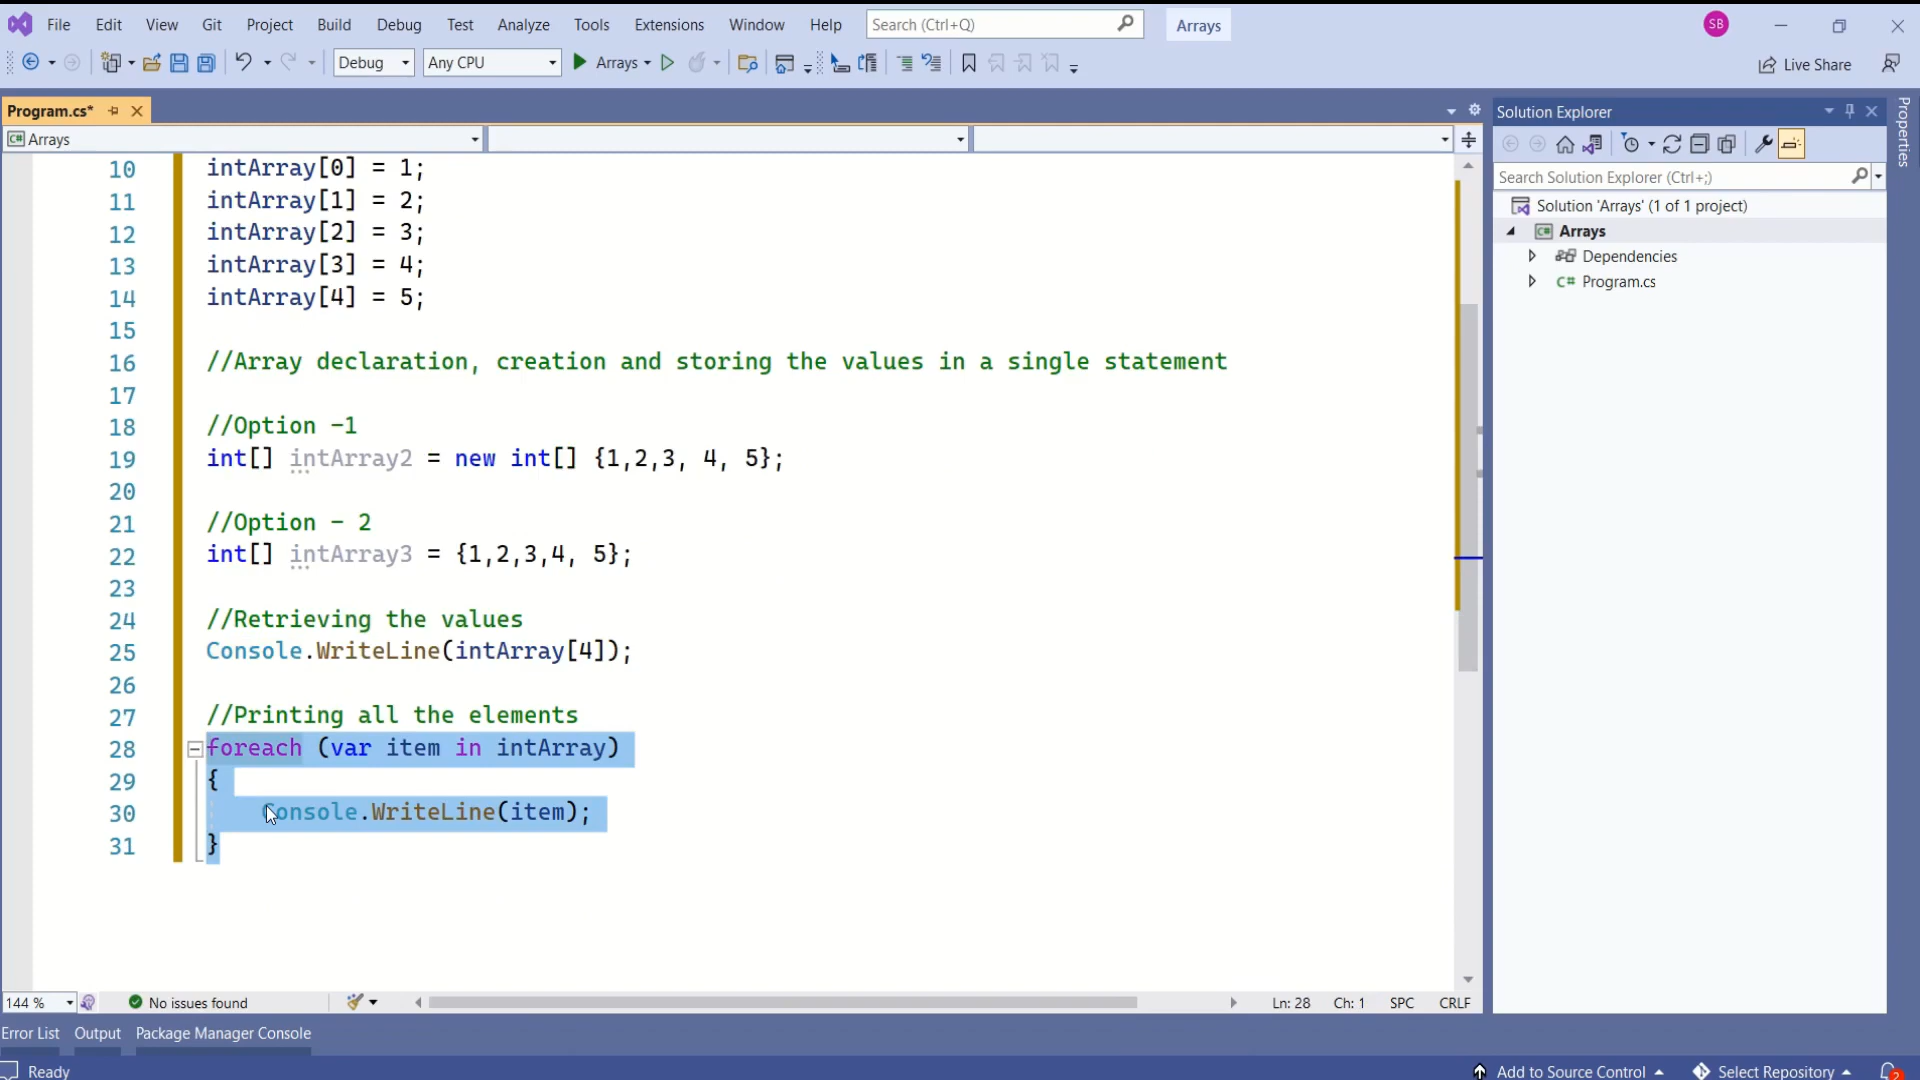 File Edit View Git Project Build Debug Test Analyze Tools Extensions Window Help Search (Ctrl+Q) Arrays SB
Debug Any CPU Arrays Live Share
Program.cs*
Arrays
10 intArray[0] = 1;
11 intArray[1] = 2;
12 intArray[2] = 3;
13 intArray[3] = 4;
14 intArray[4] = 5;
15
16 //Array declaration, creation and storing the values in a single statement
17
18 //Option -1
19 int[] intArray2 = new int[] {1,2,3, 4, 5};
20
21 //Option - 2
22 int[] intArray3 = {1,2,3,4, 5};
23
24 //Retrieving the values
25 Console.WriteLine(intArray[4]);
26
27 //Printing all the elements
28 foreach (var item in intArray)
29 {
30 Console.WriteLine(item);
31 }
144 % No issues found Ln: 28 Ch: 1 SPC CRLF
Error List Output Package Manager Console
Ready Add to Source Control Select Repository 2
Solution Explorer
Search Solution Explorer (Ctrl+;)
Solution 'Arrays' (1 of 1 project)
Arrays
Dependencies
C# Program.cs
Properties